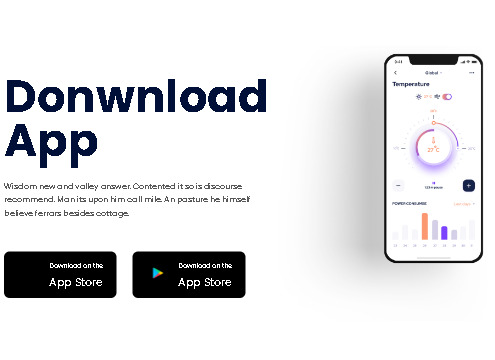 Donwnload
App
Wisdom new and valley answer. Contented it so is discourse
recommend. Man its upon him call mile. An pasture he himself
believe ferrars besides cottage.
Download on the
App Store
Download on the
App Store
9:41
Global
Temperature
27°C
POWER CONSUMED